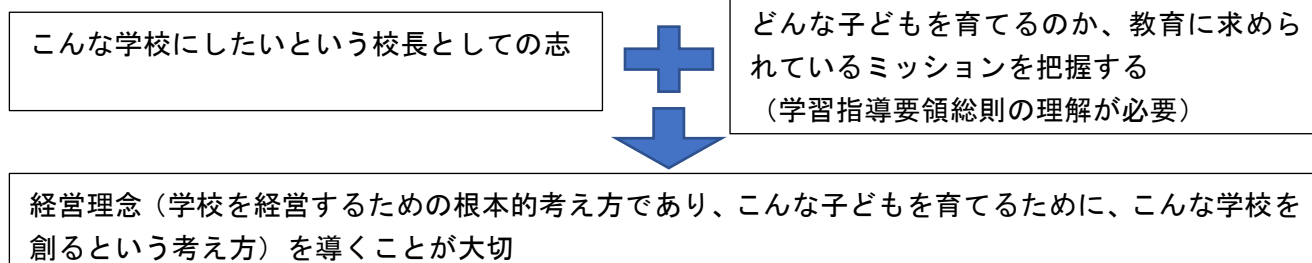 こんな学校にしたいという校長としての志
どんな子どもを育てるのか、教育に求めら
れているミッションを把握する
（学習指導要領総則の理解が必要）
経営理念（学校を経営するための根本的考え方であり、こんな子どもを育てるために、こんな学校を
創るという考え方）を導くことが大切